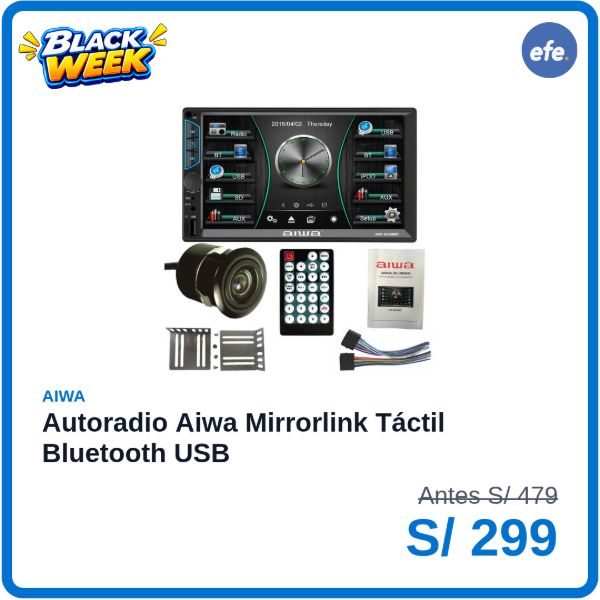 BLACK
WEEK
efe.
2015/04/02 Thursday
Radio
USB
BT
BT
USB
iPOD
SD
AUX
AUX
Setup
aiwa
aiwa
AIWA
Autoradio Aiwa Mirrorlink Táctil
Bluetooth USB
Antes S/ 479
S/ 299